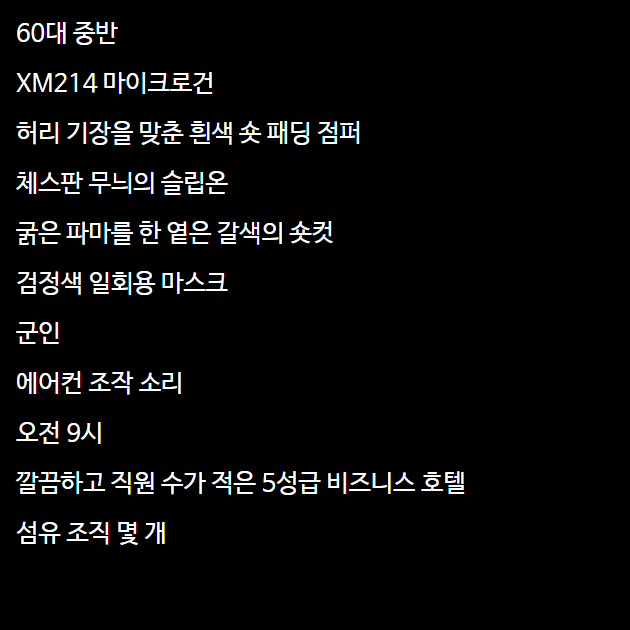 60대 중반
XM214 마이크로건
허리 기장을 맞춘 흰색 숏 패딩 점퍼
체스판 무늬의 슬립온
굵은 파마를 한 옅은 갈색의 숏컷
검정색 일회용 마스크
군인
에어컨 조작 소리
오전 9시
깔끔하고 직원 수가 적은 5성급 비즈니스 호텔
섬유 조직 몇 개